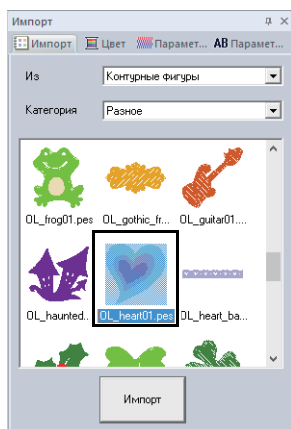 Импорт
Импорт Цвет Парамет... AB Парамет...
Из Контурные фигуры
Категория Разное
OL_frog01.pes OL_gothic_fr... OL_guitar01....
OL_haunted... OL_heart01.pes OL_heart_ba...
Импорт